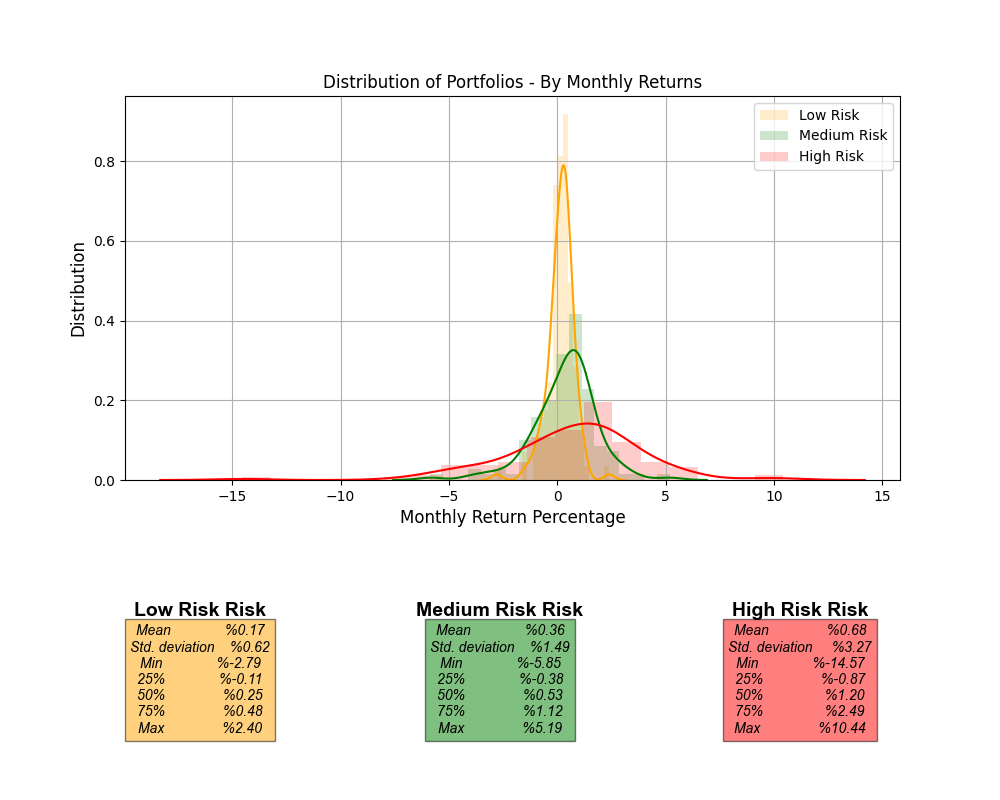 Distribution of Portfolios - By Monthly Returns
Low Risk
Medium Risk
High Risk
Distribution
0.8
0.6
0.4
0.2
0.0
−15
−10
−5
0
5
10
15
Monthly Return Percentage
Low Risk Risk
Mean %0.17
Std. deviation %0.62
Min %-2.79
25% %-0.11
50% %0.25
75% %0.48
Max %2.40
Medium Risk Risk
Mean %0.36
Std. deviation %1.49
Min %-5.85
25% %-0.38
50% %0.53
75% %1.12
Max %5.19
High Risk Risk
Mean %0.68
Std. deviation %3.27
Min %-14.57
25% %-0.87
50% %1.20
75% %2.49
Max %10.44